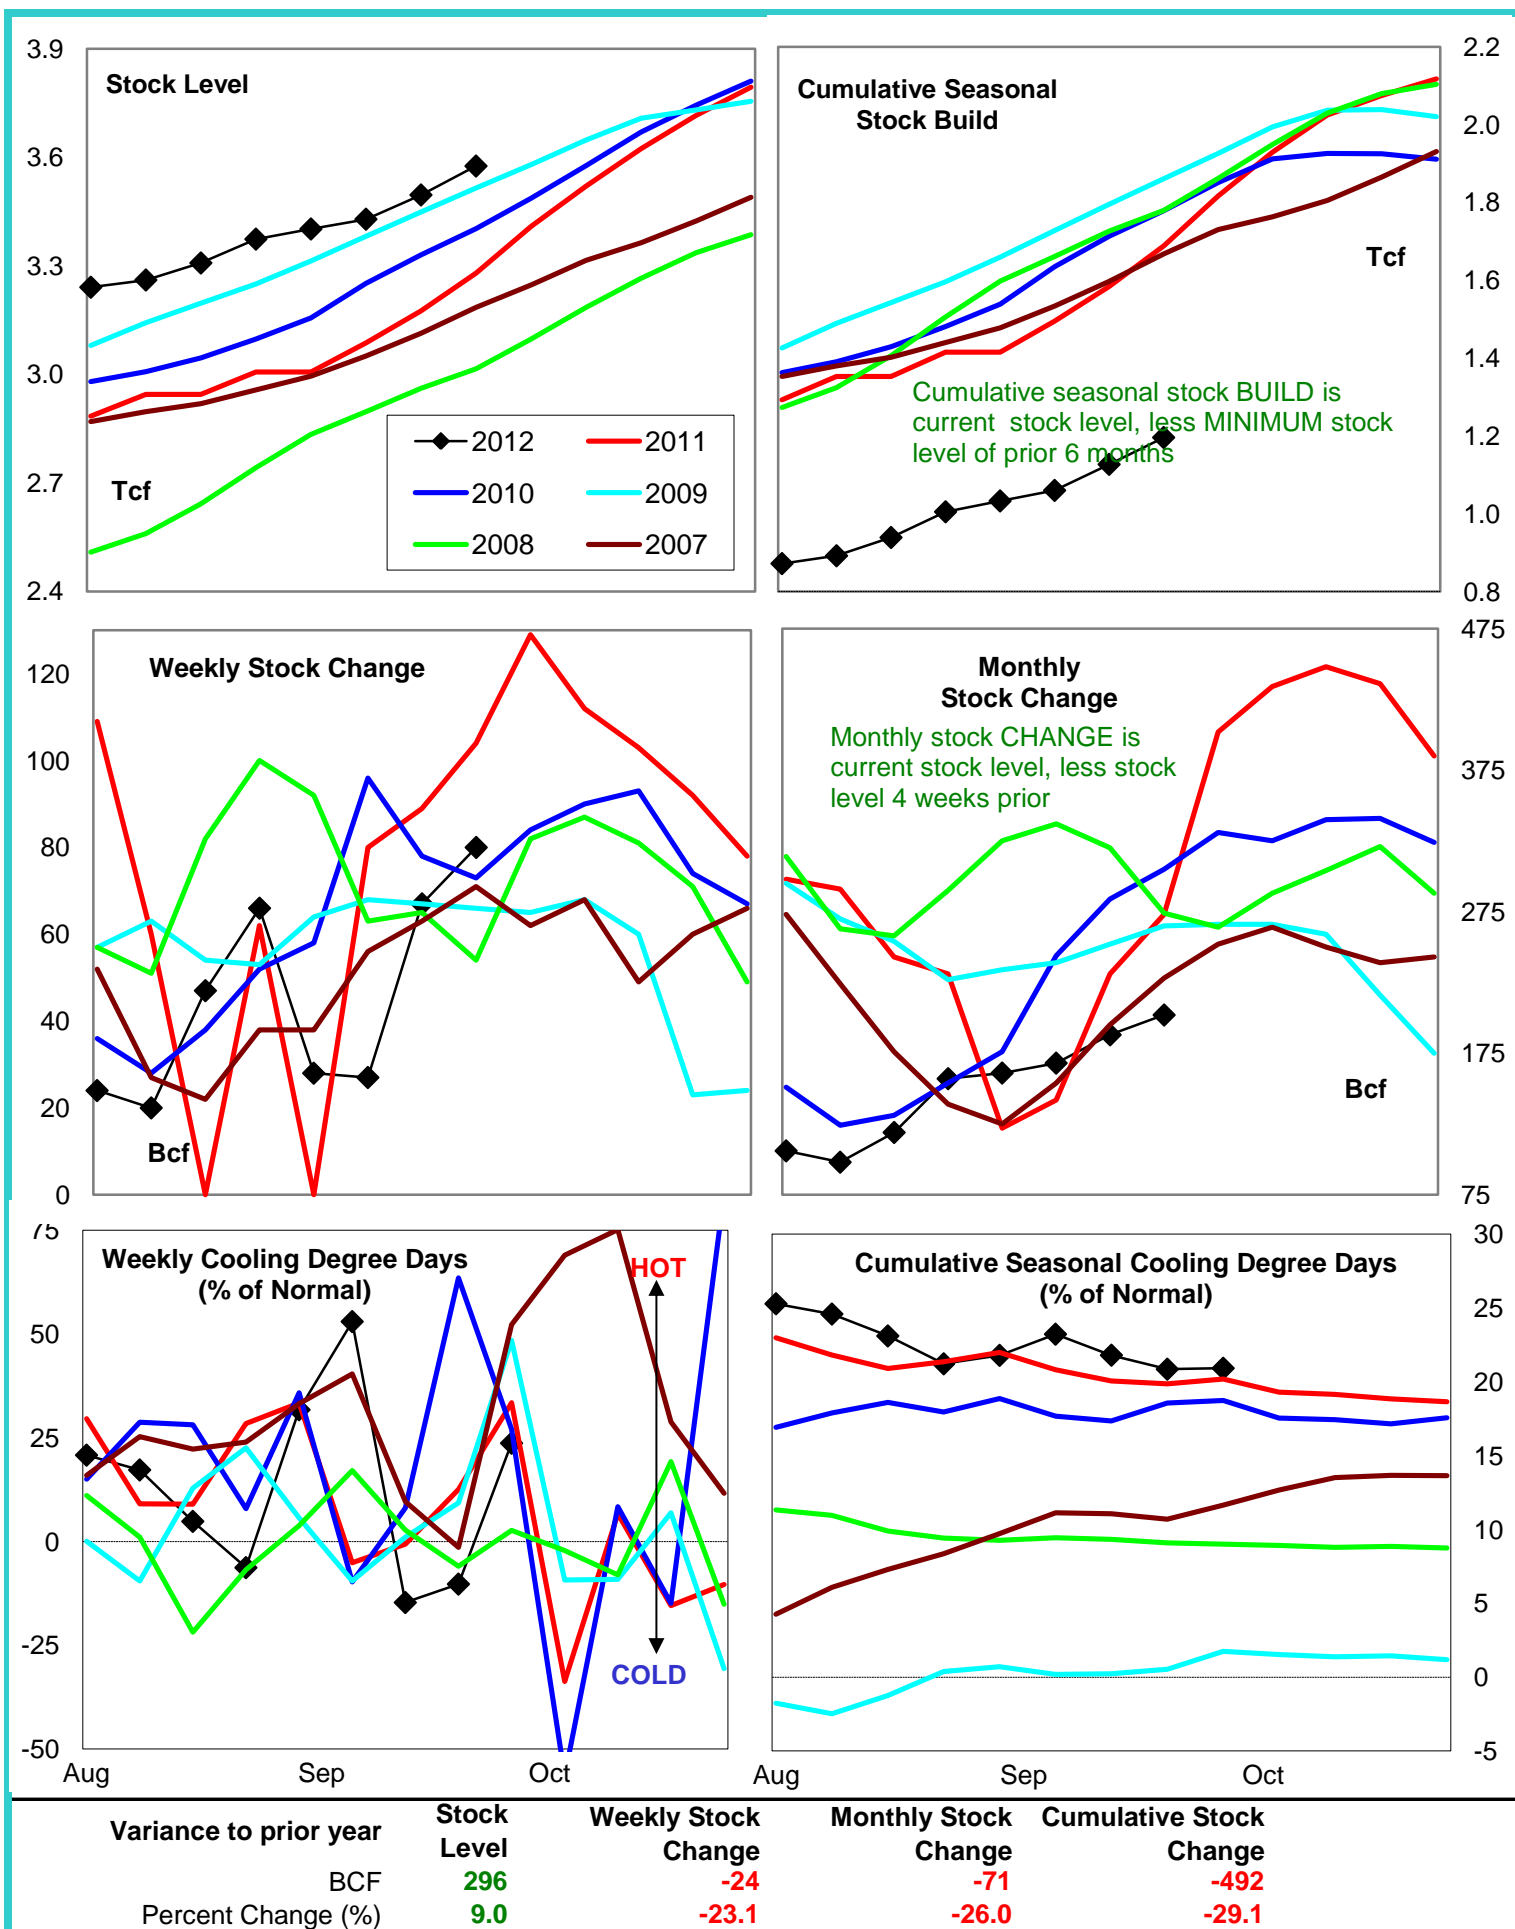 3.9
3.6
3.3
3.0
2.7
2.4
Stock Level
Tcf
2012
2011
2010
2009
2008
2007
Cumulative Seasonal
Stock Build
Tcf
Cumulative seasonal stock BUILD is
current stock level, less MINIMUM stock
level of prior 6 months
2.2
2.0
1.8
1.6
1.4
1.2
1.0
0.8
120
100
80
60
40
20
0
Weekly Stock Change
Bcf
Monthly
Stock Change
Monthly stock CHANGE is
current stock level, less stock
level 4 weeks prior
Bcf
475
375
275
175
75
75
50
25
0
-25
-50
Weekly Cooling Degree Days
(% of Normal)
HOT
COLD
Aug
Sep
Oct
Cumulative Seasonal Cooling Degree Days
(% of Normal)
30
25
20
15
10
5
0
-5
Aug
Sep
Oct
Variance to prior year
Stock
Level
Weekly Stock
Change
Monthly Stock
Change
Cumulative Stock
Change
BCF 296 -24 -71 -492
Percent Change (%) 9.0 -23.1 -26.0 -29.1